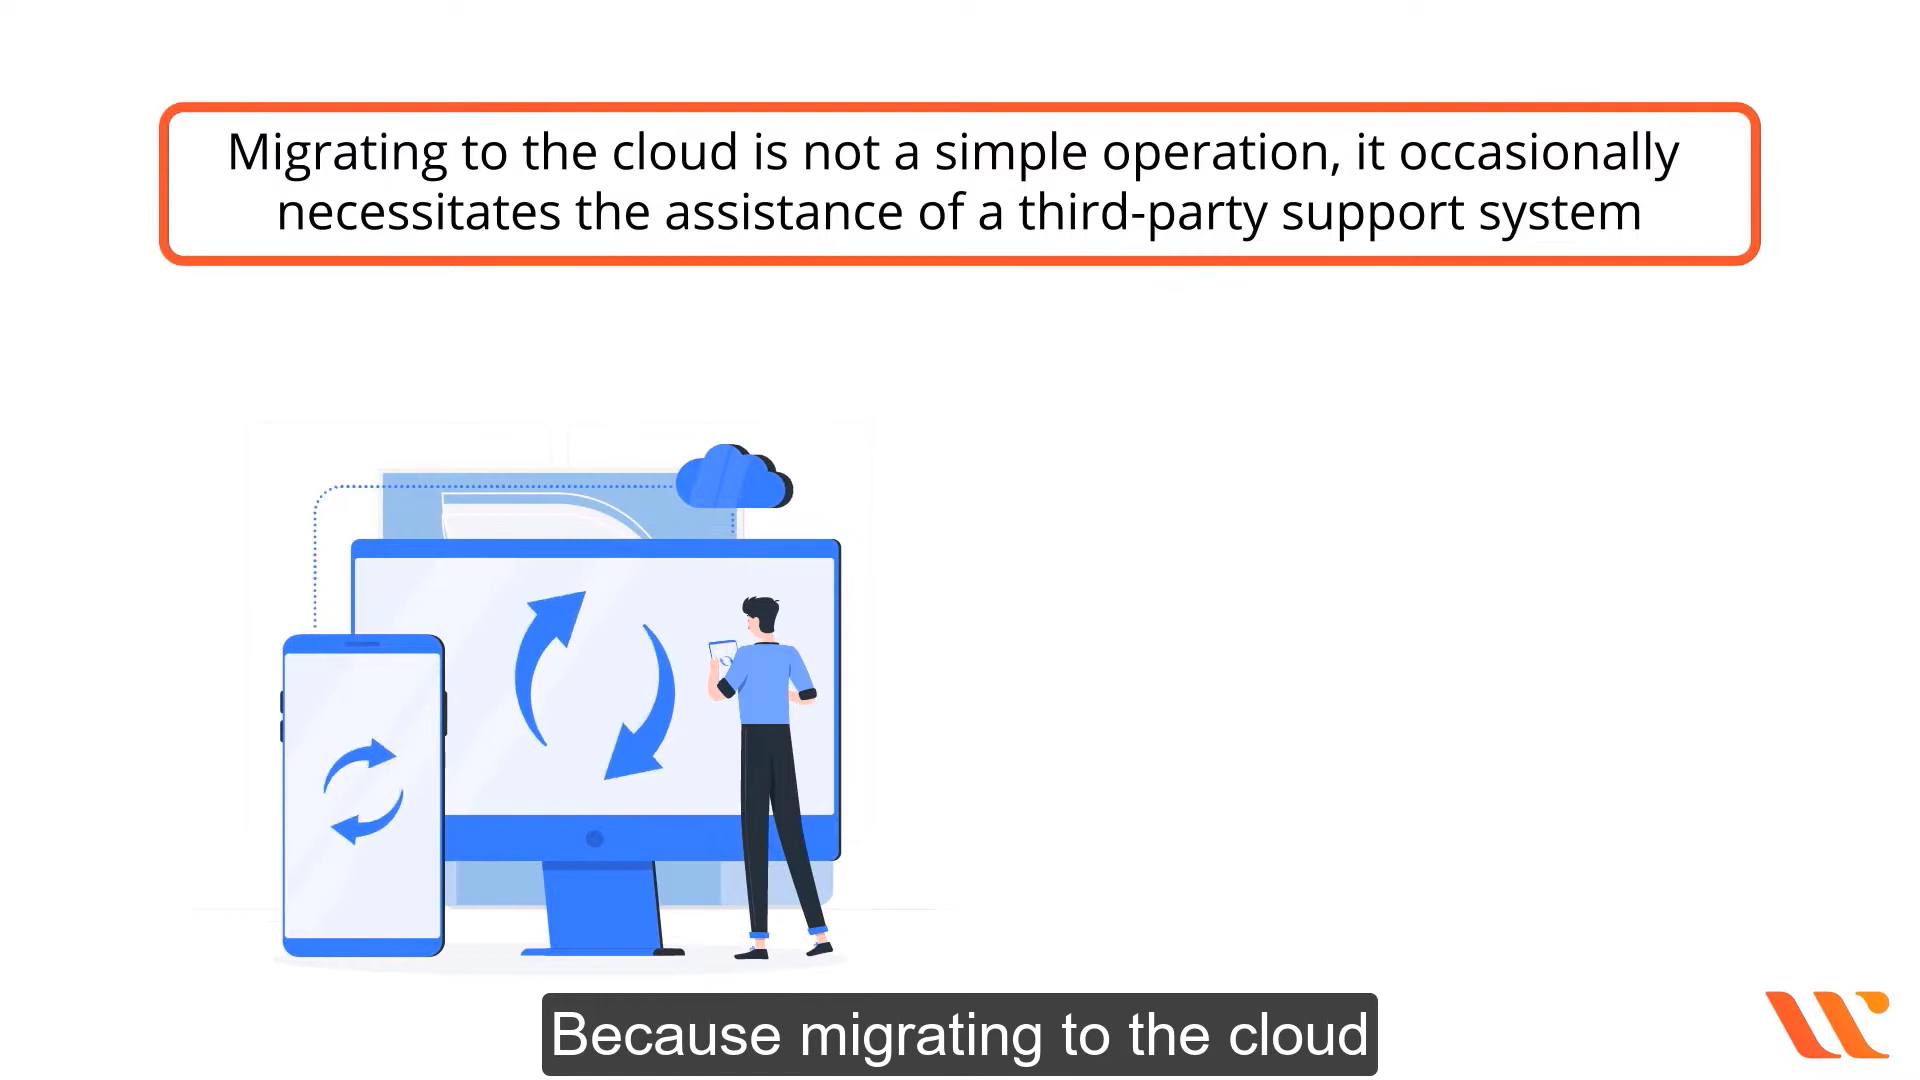 Migrating to the cloud is not a simple operation, it occasionally
necessitates the assistance of a third-party support system
Because migrating to the cloud